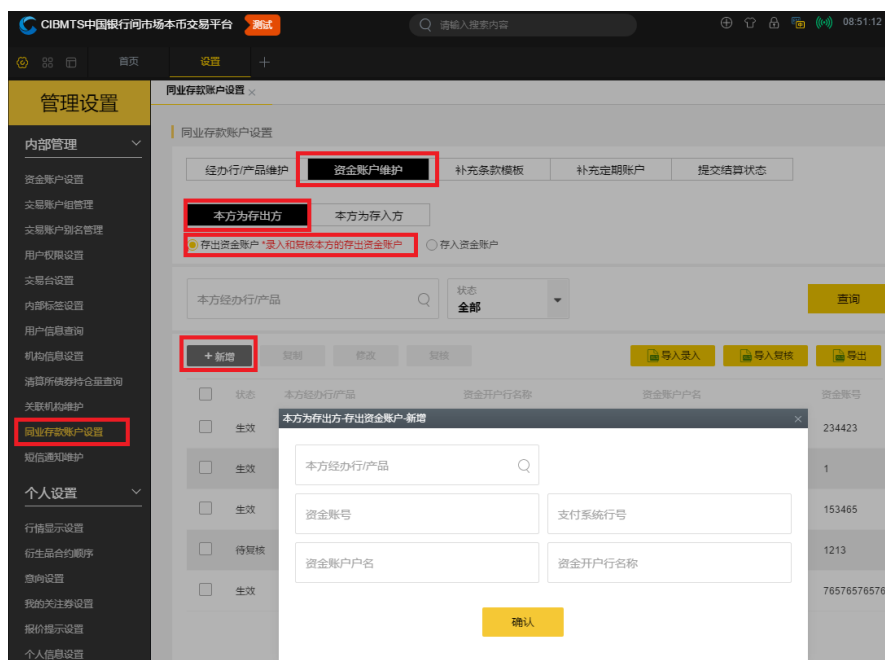 CIBMTS中国银行间市场本币交易平台 测试 请输入搜索内容 08:51:12
首页 设置
管理设置
内部管理
资金账户设置
交易账户组管理
交易账户别名管理
用户权限设置
交易台设置
内部标签设置
用户信息查询
机构信息设置
清算所债券持仓量查询
关联机构维护
同业存款账户设置
短信通知维护
个人设置
行情显示设置
衍生品合约顺序
意向设置
我的关注券设置
报价提示设置
个人信息设置
同业存款账户设置
同业存款账户设置
经办行/产品维护 资金账户维护 补充条款模板 补充定期账户 提交结算状态
本方为存出方 本方为存入方
存出资金账户 *录入和复核本方的存出资金账户 存入资金账户
本方经办行/产品 状态 全部 查询
+新增 复制 修改 复核 导入录入 导入复核 导出
状态 本方经办行/产品 资金开户行名称 资金账户户名 资金账号
生效 234423
生效 1
生效 153465
待复核 1213
生效 76576576576
本方为存出方-存出资金账户-新增
本方经办行/产品
资金账号 支付系统行号
资金账户户名 资金开户行名称
确认